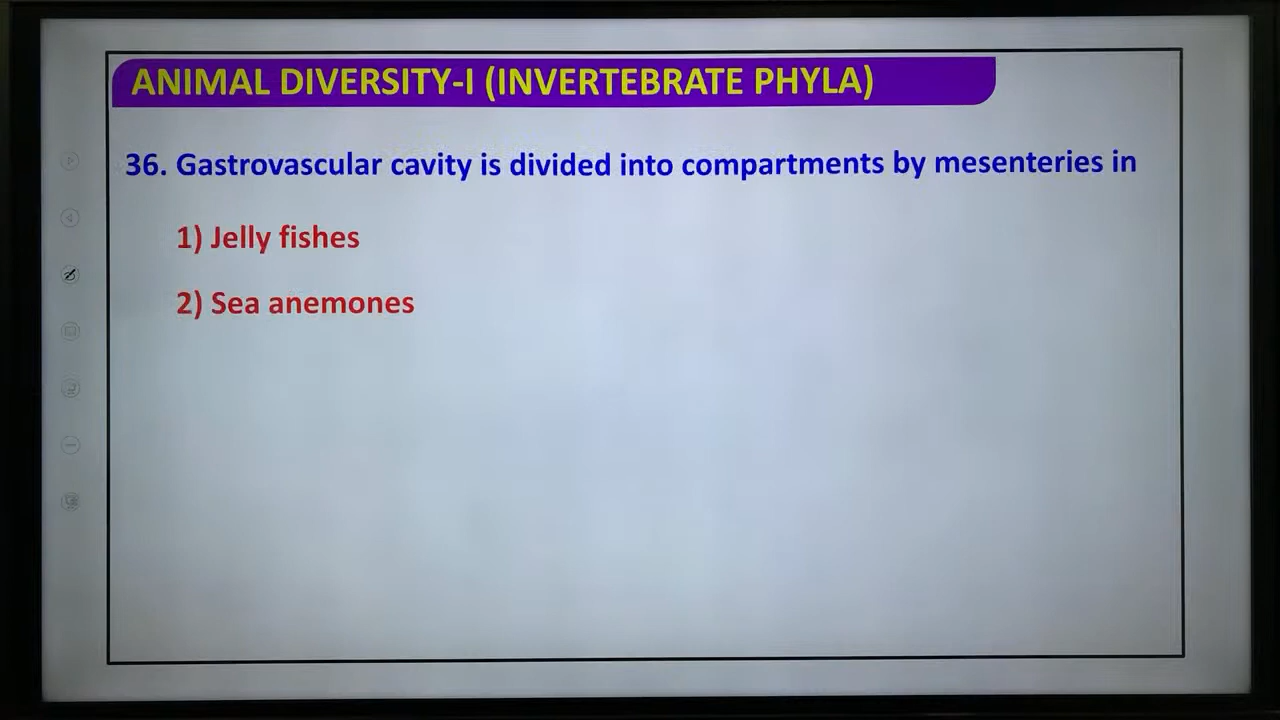 ANIMAL DIVERSITY-I (INVERTEBRATE PHYLA)
36. Gastrovascular cavity is divided into compartments by mesenteries in
1) Jelly fishes
2) Sea anemones